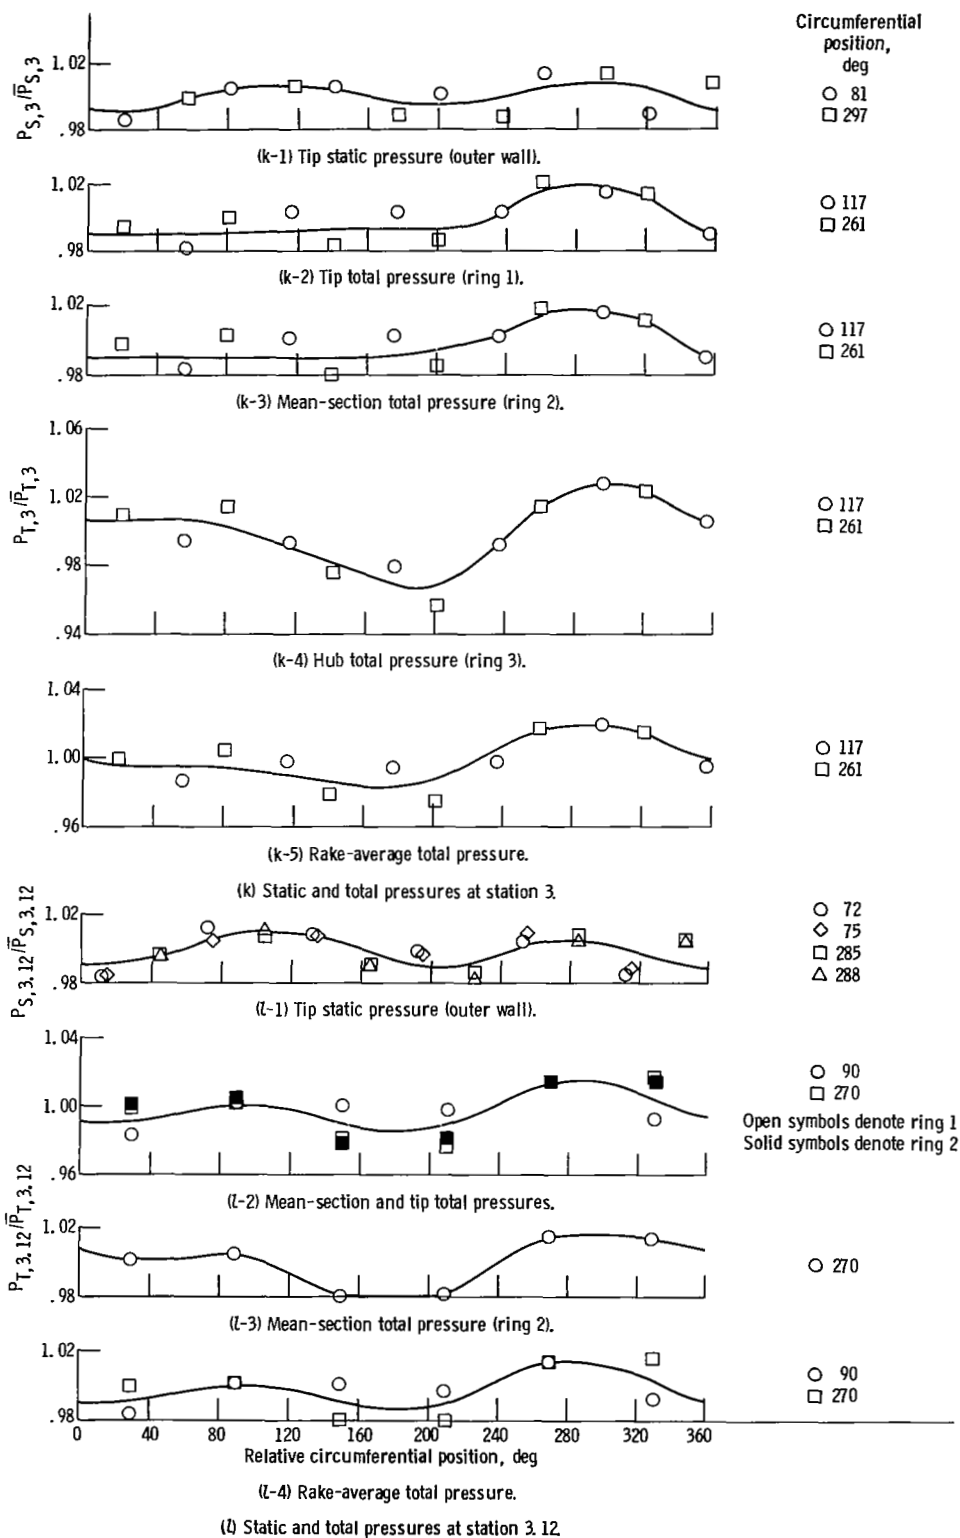 Circumferential
position,
deg
1.02
.98
P_S,3/P̅_S,3
○ 81
□ 297
(k-1) Tip static pressure (outer wall).
1.02
.98
○ 117
□ 261
(k-2) Tip total pressure (ring 1).
1.02
.98
○ 117
□ 261
(k-3) Mean-section total pressure (ring 2).
1.06
1.02
.98
.94
P_T,3/P̅_T,3
○ 117
□ 261
(k-4) Hub total pressure (ring 3).
1.04
1.00
.96
○ 117
□ 261
(k-5) Rake-average total pressure.
(k) Static and total pressures at station 3.
1.02
.98
P_S,3.12/P̅_S,3.12
○ 72
◇ 75
□ 285
△ 288
(l-1) Tip static pressure (outer wall).
1.04
1.00
.96
○ 90
□ 270
Open symbols denote ring 1
Solid symbols denote ring 2
(l-2) Mean-section and tip total pressures.
P_T,3.12/P̅_T,3.12
1.02
.98
○ 270
(l-3) Mean-section total pressure (ring 2).
1.02
.98
○ 90
□ 270
0 40 80 120 160 200 240 280 320 360
Relative circumferential position, deg
(l-4) Rake-average total pressure.
(l) Static and total pressures at station 3.12